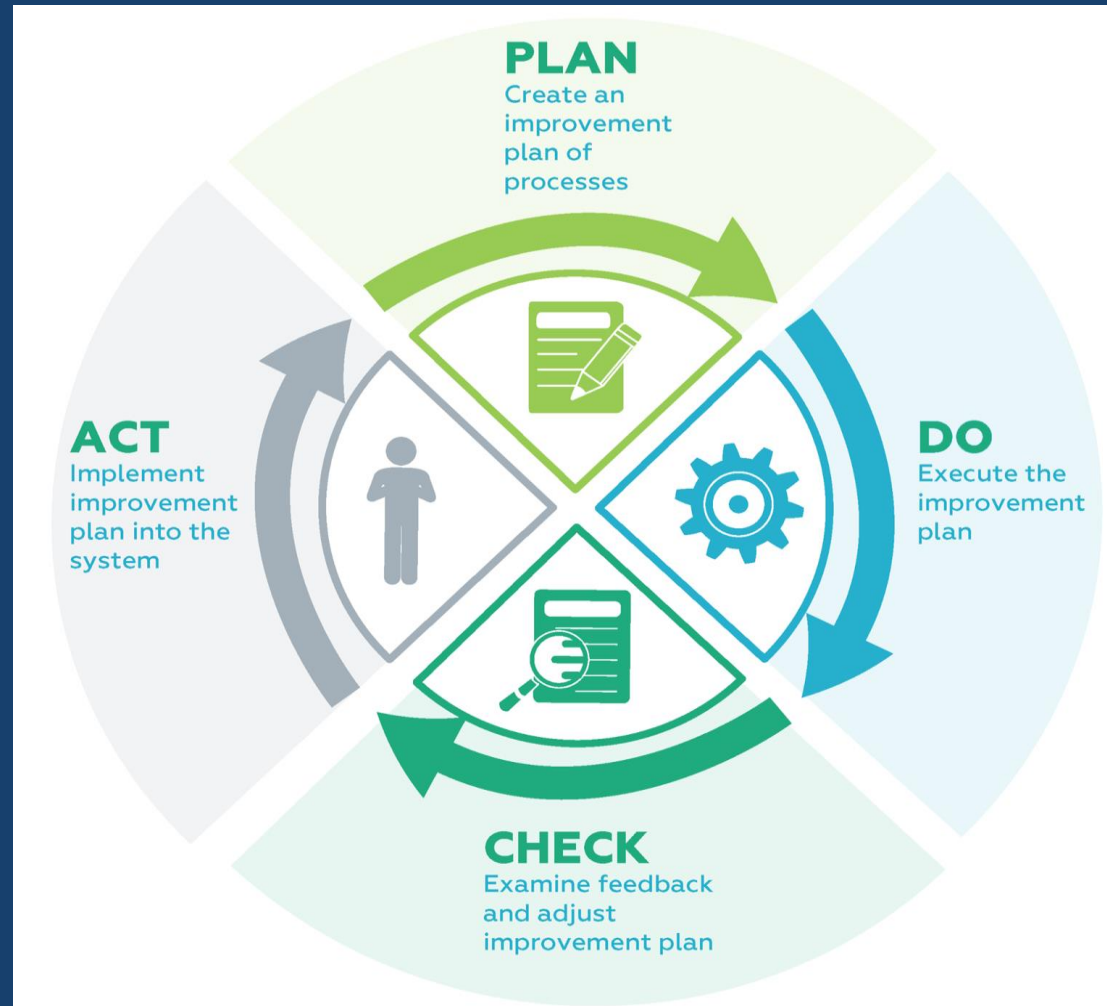 PLAN
Create an
improvement
plan of
processes
DO
Execute the
improvement
plan
CHECK
Examine feedback
and adjust
improvement plan
ACT
Implement
improvement
plan into the
system